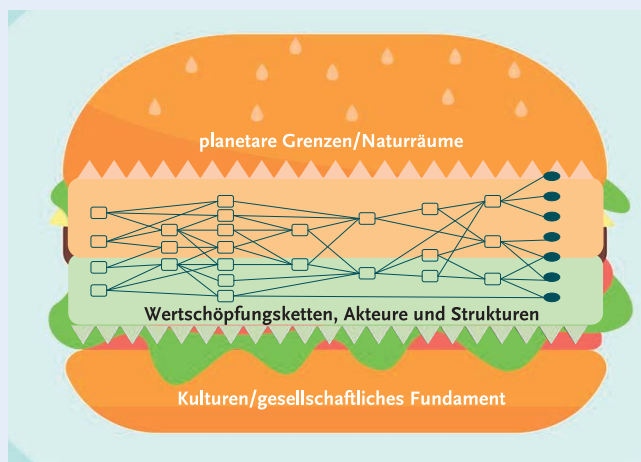 planetare Grenzen/Naturräume
Wertschöpfungsketten, Akteure und Strukturen
Kulturen/gesellschaftliches Fundament